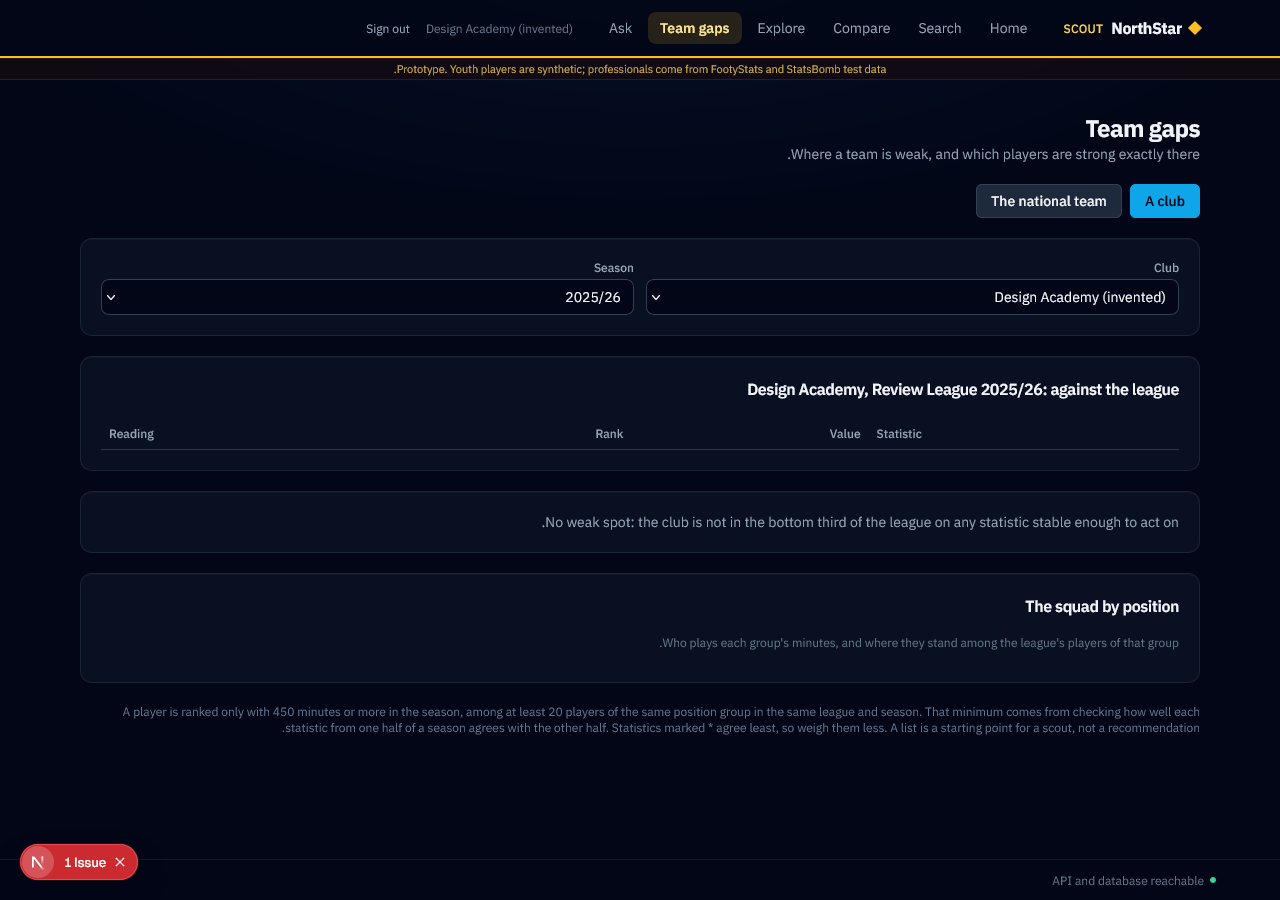 NorthStar SCOUT
Home
Search
Compare
Explore
Team gaps
Ask
Design Academy (invented)
Sign out
Prototype. Youth players are synthetic; professionals come from FootyStats and StatsBomb test data.
Team gaps
Where a team is weak, and which players are strong exactly there.
A club
The national team
Club
Design Academy (invented)
Season
2025/26
Design Academy, Review League 2025/26: against the league
Statistic Value Rank Reading
No weak spot: the club is not in the bottom third of the league on any statistic stable enough to act on.
The squad by position
Who plays each group's minutes, and where they stand among the league's players of that group.
A player is ranked only with 450 minutes or more in the season, among at least 20 players of the same position group in the same league and season. That minimum comes from checking how well each
statistic from one half of a season agrees with the other half. Statistics marked * agree least, so weigh them less. A list is a starting point for a scout, not a recommendation.
N 1 Issue
API and database reachable